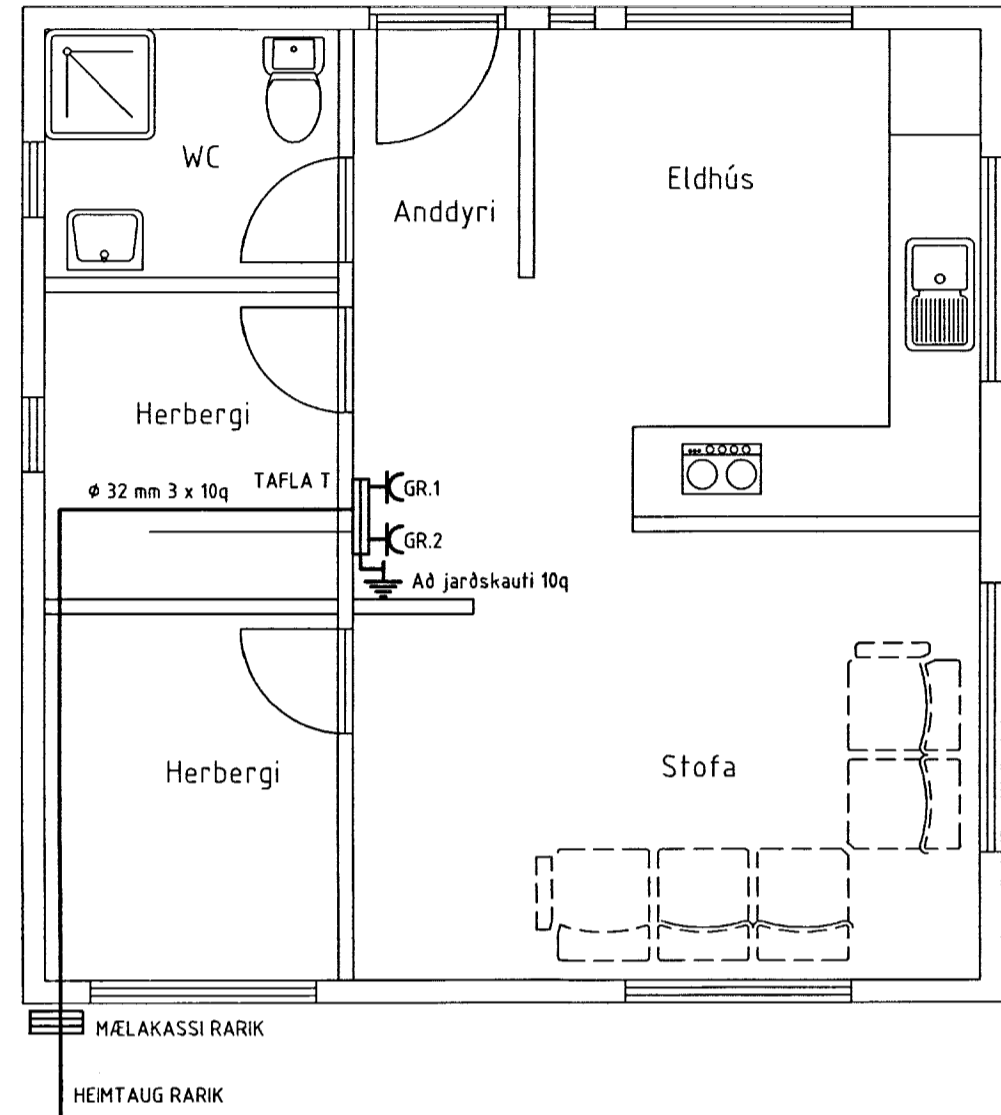 WC
Anddyri
Eldhús
Herbergi
TAFLA T
ϕ 32 mm 3 x 10q
GR.1
GR.2
Að jarðskauti 10q
Herbergi
Stofa
MÆLAKASSI RARIK
HEIMTAUG RARIK